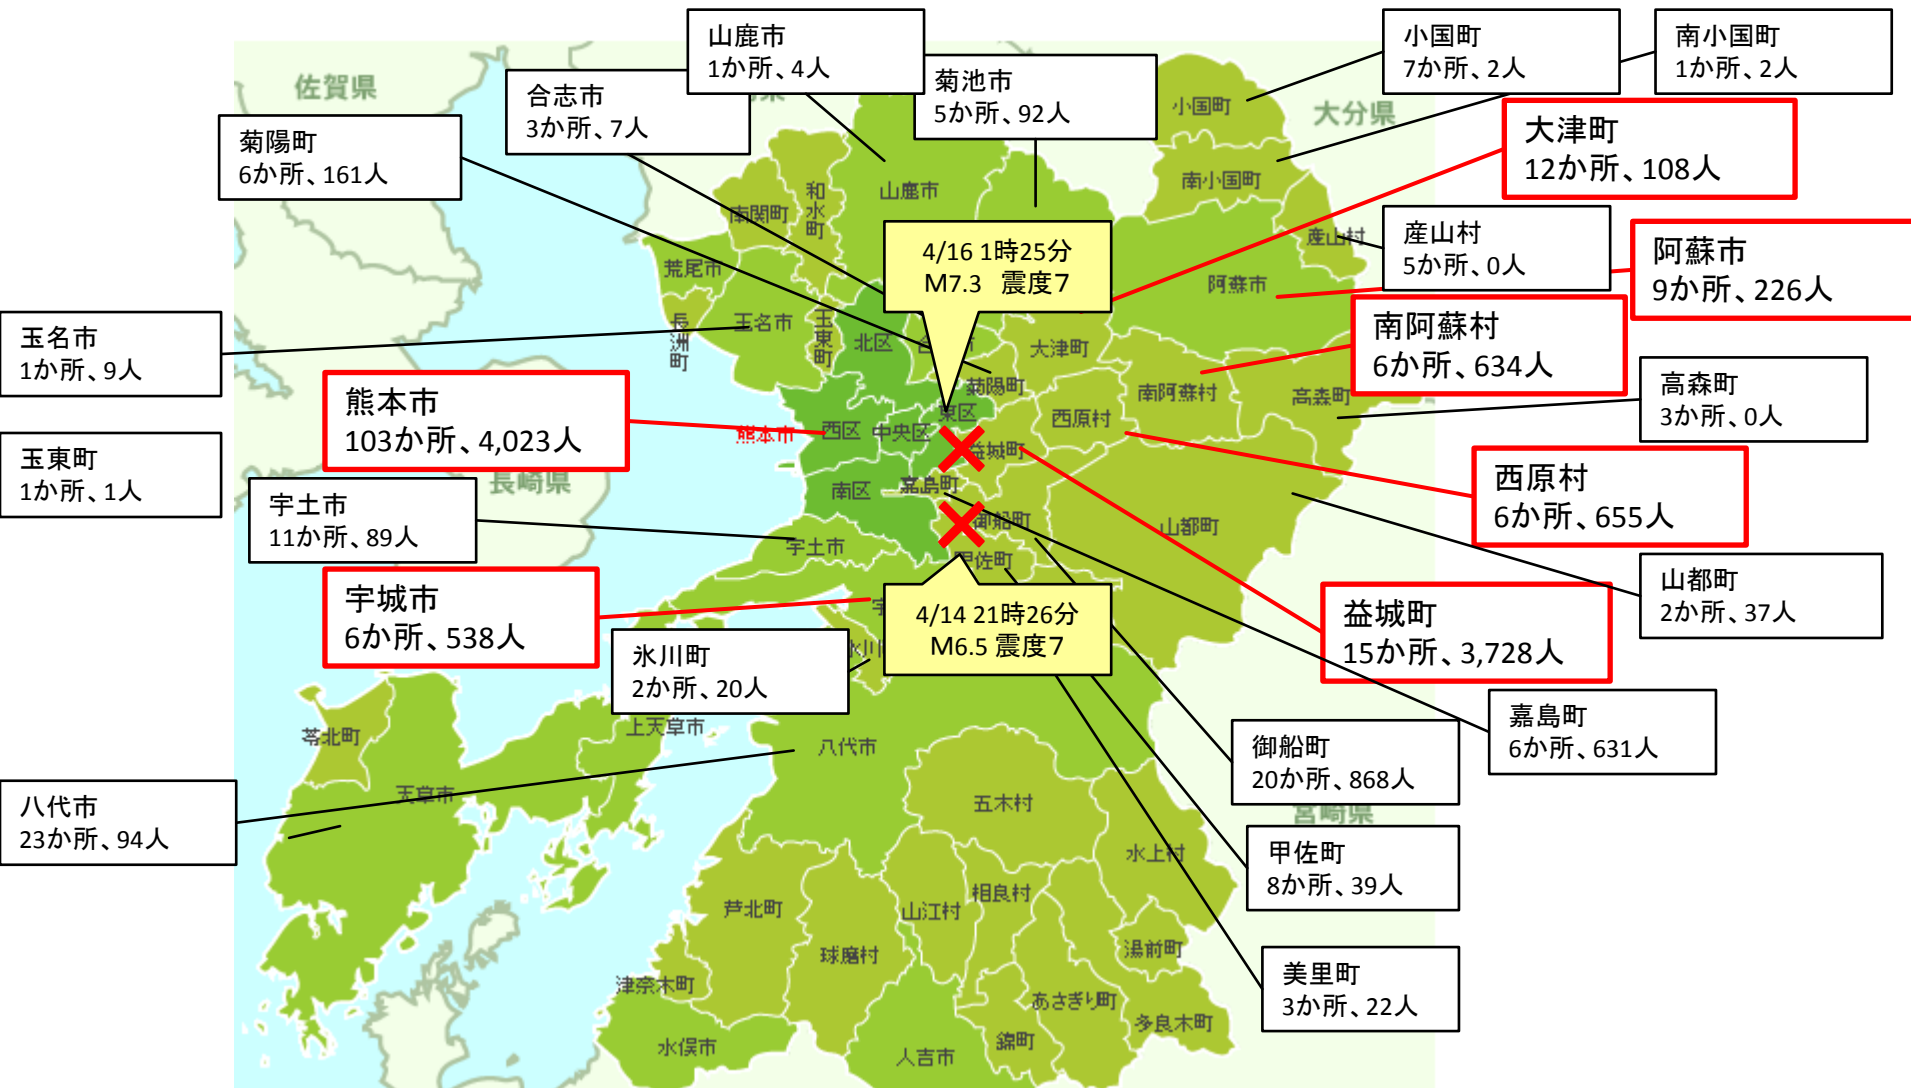 山鹿市
1か所、4人
小国町
7か所、2人
南小国町
1か所、2人
合志市
3か所、7人
菊池市
5か所、92人
菊陽町
6か所、161人
大津町
12か所、108人
産山村
5か所、0人
阿蘇市
9か所、226人
4/16 1時25分
M7.3 震度7
南阿蘇村
6か所、634人
玉名市
1か所、9人
熊本市
103か所、4,023人
高森町
3か所、0人
玉東町
1か所、1人
西原村
6か所、655人
宇土市
11か所、89人
山都町
2か所、37人
宇城市
6か所、538人
4/14 21時26分
M6.5 震度7
益城町
15か所、3,728人
氷川町
2か所、20人
嘉島町
6か所、631人
御船町
20か所、868人
八代市
23か所、94人
甲佐町
8か所、39人
美里町
3か所、22人
佐賀県
大分県
長崎県
宮崎県
小国町
南小国町
産山村
山鹿市
和水町
南関町
荒尾市
長洲町
玉名市
玉東町
阿蘇市
北区
大津町
菊陽町
南阿蘇村
高森町
東区
西原村
熊本市
西区
中央区
益城町
南区
嘉島町
御船町
山都町
宇土市
甲佐町
苓北町
上天草市
天草市
八代市
五木村
水上村
相良村
山江村
芦北町
球磨村
湯前町
津奈木町
あさぎり町
多良木町
錦町
水俣市
人吉市